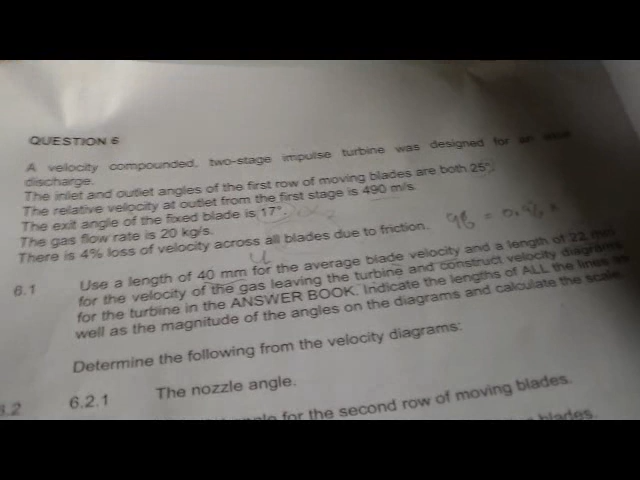 QUESTION 6
A velocity compounded, two-stage impulse turbine was designed for an
discharge.
The inlet and outlet angles of the first row of moving blades are both 25°.
The relative velocity at outlet from the first stage is 490 m/s.
The exit angle of the fixed blade is 17°.
The gas flow rate is 20 kg/s.
There is 4% loss of velocity across all blades due to friction.
6.1 Use a length of 40 mm for the average blade velocity and a length of 22 mm
for the velocity of the gas leaving the turbine and construct velocity diagrams
for the turbine in the ANSWER BOOK. Indicate the lengths of ALL the lines as
well as the magnitude of the angles on the diagrams and calculate the scale.
Determine the following from the velocity diagrams:
6.2.1 The nozzle angle.
for the second row of moving blades.
blades.